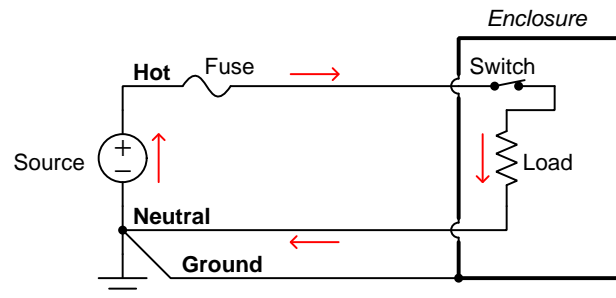 Enclosure
Hot
Fuse
Switch
Source
+
−
Load
Neutral
Ground